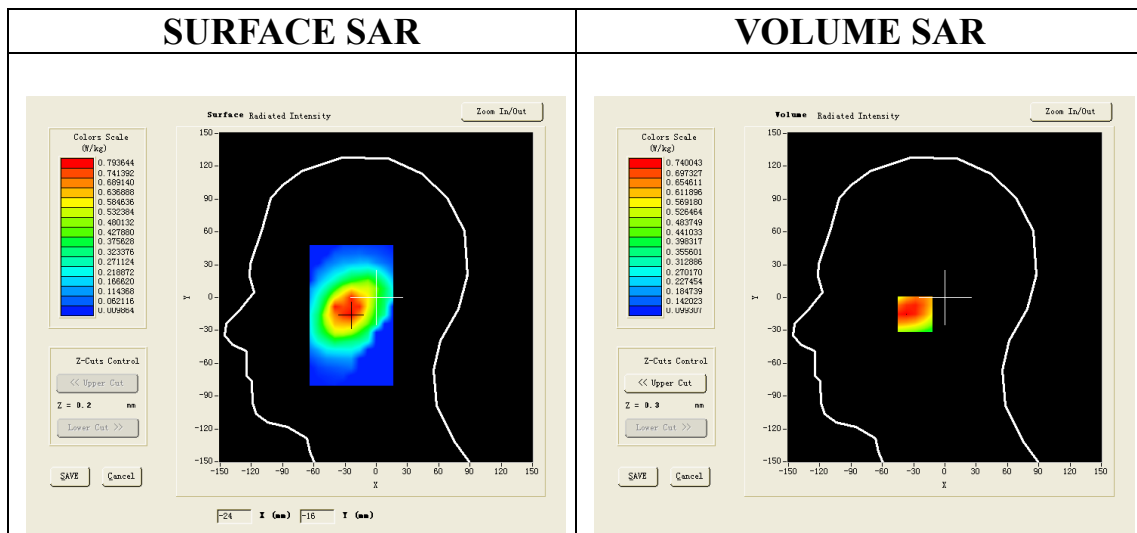 SURFACE SAR
VOLUME SAR
Surface Radiated Intensity
Zoom In/Out
Colors Scale
(W/kg)
0.793644
0.741392
0.689140
0.636888
0.584636
0.532384
0.480132
0.427880
0.375628
0.323376
0.271124
0.218872
0.166620
0.114368
0.062116
0.009864
150
120
90
60
30
0
-30
-60
-90
-120
-150
Y
-150 -120 -90 -60 -30 0 30 60 90 120 150
X
Z-Cuts Control
<< Upper Cut
Z = 0.2 mm
Lower Cut >>
SAVE Cancel
-24 X (mm) -16 Y (mm)
Volume Radiated Intensity
Zoom In/Out
Colors Scale
(W/kg)
0.740043
0.697327
0.654611
0.611896
0.569180
0.526464
0.483749
0.441033
0.398317
0.355601
0.312886
0.270170
0.227454
0.184739
0.142023
0.099307
150
120
90
60
30
0
-30
-60
-90
-120
-150
Y
-150 -120 -90 -60 -30 0 30 60 90 120 150
X
Z-Cuts Control
<< Upper Cut
Z = 0.3 mm
Lower Cut >>
SAVE Cancel